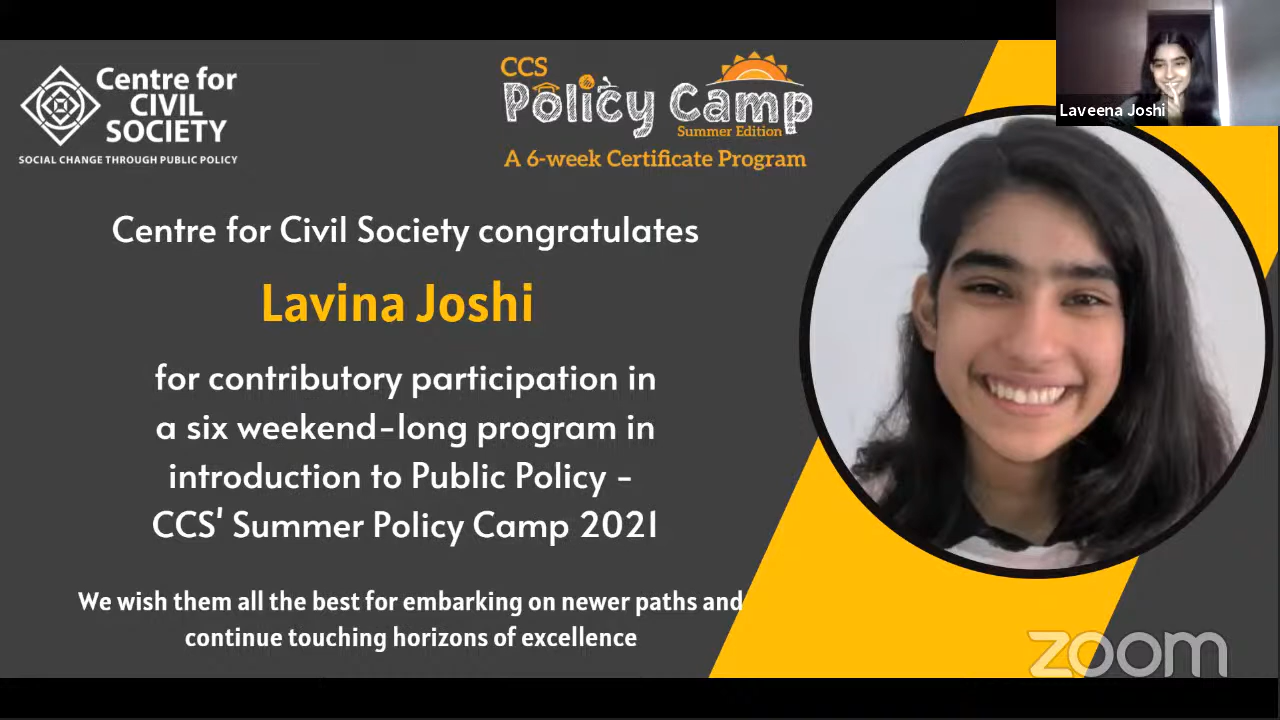 Centre for
CIVIL
SOCIETY
SOCIAL CHANGE THROUGH PUBLIC POLICY
CCS
Policy Camp
Summer Edition
A 6-week Certificate Program
Laveena Joshi
Centre for Civil Society congratulates
Lavina Joshi
for contributory participation in
a six weekend-long program in
introduction to Public Policy -
CCS' Summer Policy Camp 2021
We wish them all the best for embarking on newer paths and
continue touching horizons of excellence
zoom